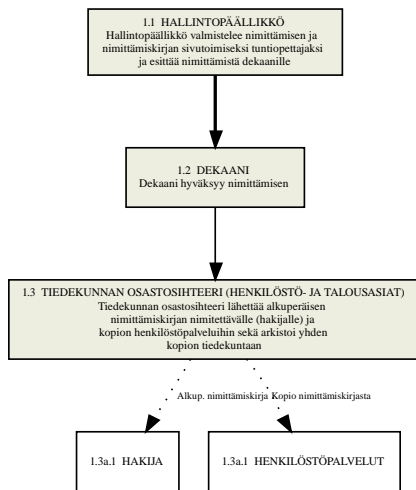 1.1 HALLINTOPÄÄLLIKKÖ
Hallintopäällikkö valmistelee nimittämisen ja
nimittämiskirjan sivutoimiseksi tuntiopettajaksi
ja esittää nimittämistä dekaanille
1.2 DEKAANI
Dekaani hyväksyy nimittämisen
1.3 TIEDEKUNNAN OSASTOSIHTEERI (HENKILÖSTÖ- JA TALOUSASIAT)
Tiedekunnan osastosihteeri lähettää alkuperäisen
nimittämiskirjan nimitettävälle (hakijalle) ja
kopion henkilöstöpalveluihin sekä arkistoi yhden
kopion tiedekuntaan
Alkup. nimittämiskirja Kopio nimittämiskirjasta
1.3a.1 HAKIJA
1.3a.1 HENKILÖSTÖPALVELUT